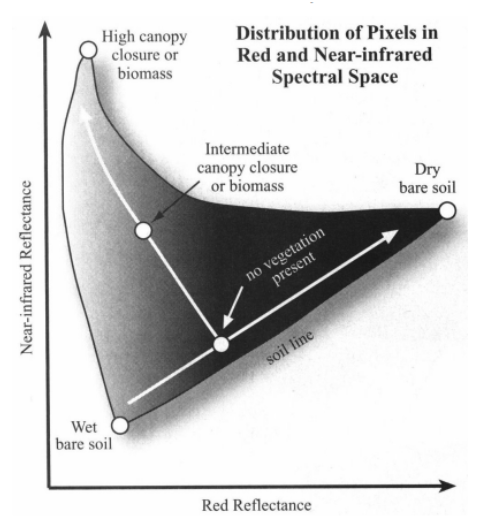 Distribution of Pixels in
Red and Near-infrared
Spectral Space
High canopy
closure or
biomass
Intermediate
canopy closure
or biomass
Dry
bare soil
no vegetation
present
soil line
Wet
bare soil
Near-infrared Reflectance
Red Reflectance